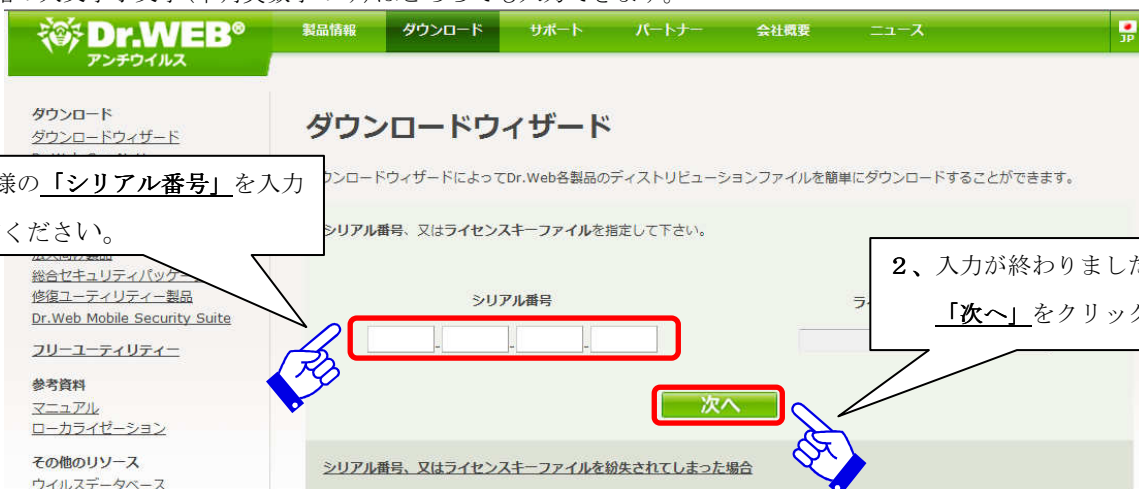 Dr.WEB®
アンチウイルス
製品情報
ダウンロード
サポート
パートナー
会社概要
ニュース
JP
ダウンロード
ダウンロードウィザード
様の「シリアル番号」を入力
ください。
総合セキュリティパッケー
修復ユーティリティー製品
Dr.Web Mobile Security Suite
フリーユーティリティー
参考資料
マニュアル
ローカライゼーション
その他のリソース
ウイルスデータベース
ダウンロードウィザード
ウンロードウィザードによってDr.Web各製品のディストリビューションファイルを簡単にダウンロードすることができます。
シリアル番号、又はライセンスキーファイルを指定して下さい。
シリアル番号
ラ
- - -
2、入力が終わりました
「次へ」をクリック
次へ
シリアル番号、又はライセンスキーファイルを紛失されてしまった場合